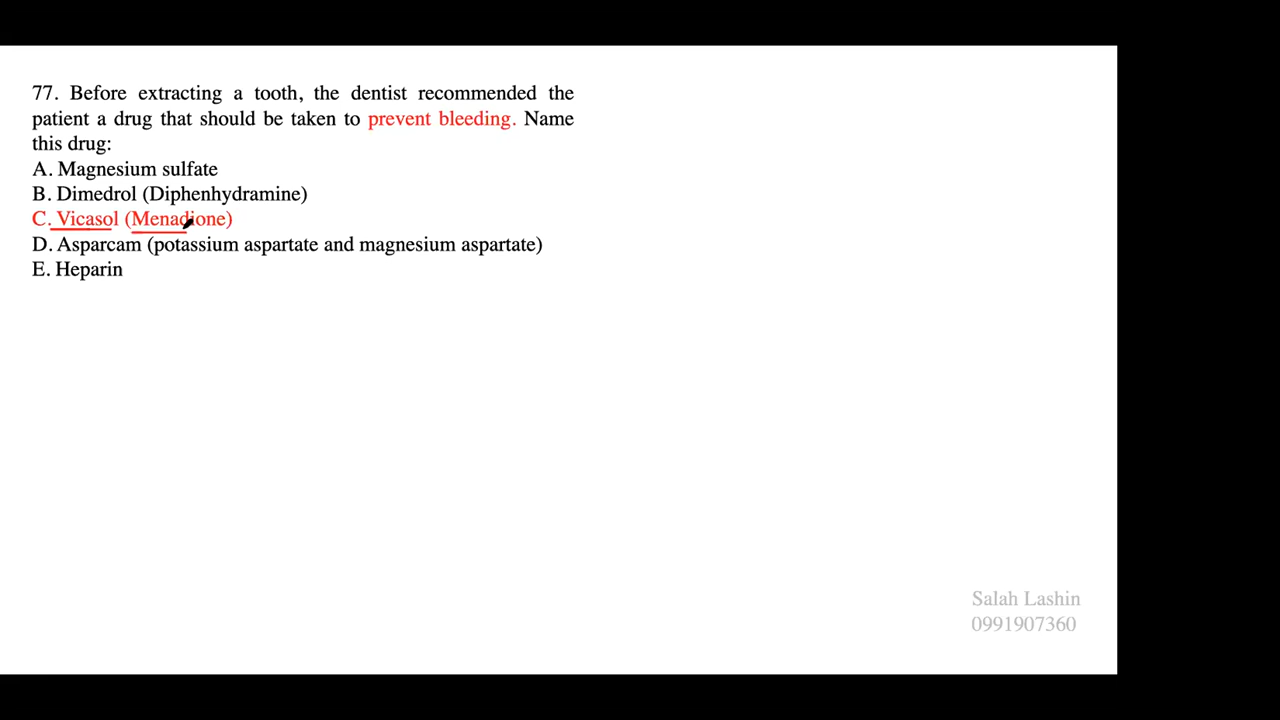 77. Before extracting a tooth, the dentist recommended the
patient a drug that should be taken to prevent bleeding. Name
this drug:
A. Magnesium sulfate
B. Dimedrol (Diphenhydramine)
C. Vicasol (Menadione)
D. Asparcam (potassium aspartate and magnesium aspartate)
E. Heparin
Salah Lashin
0991907360